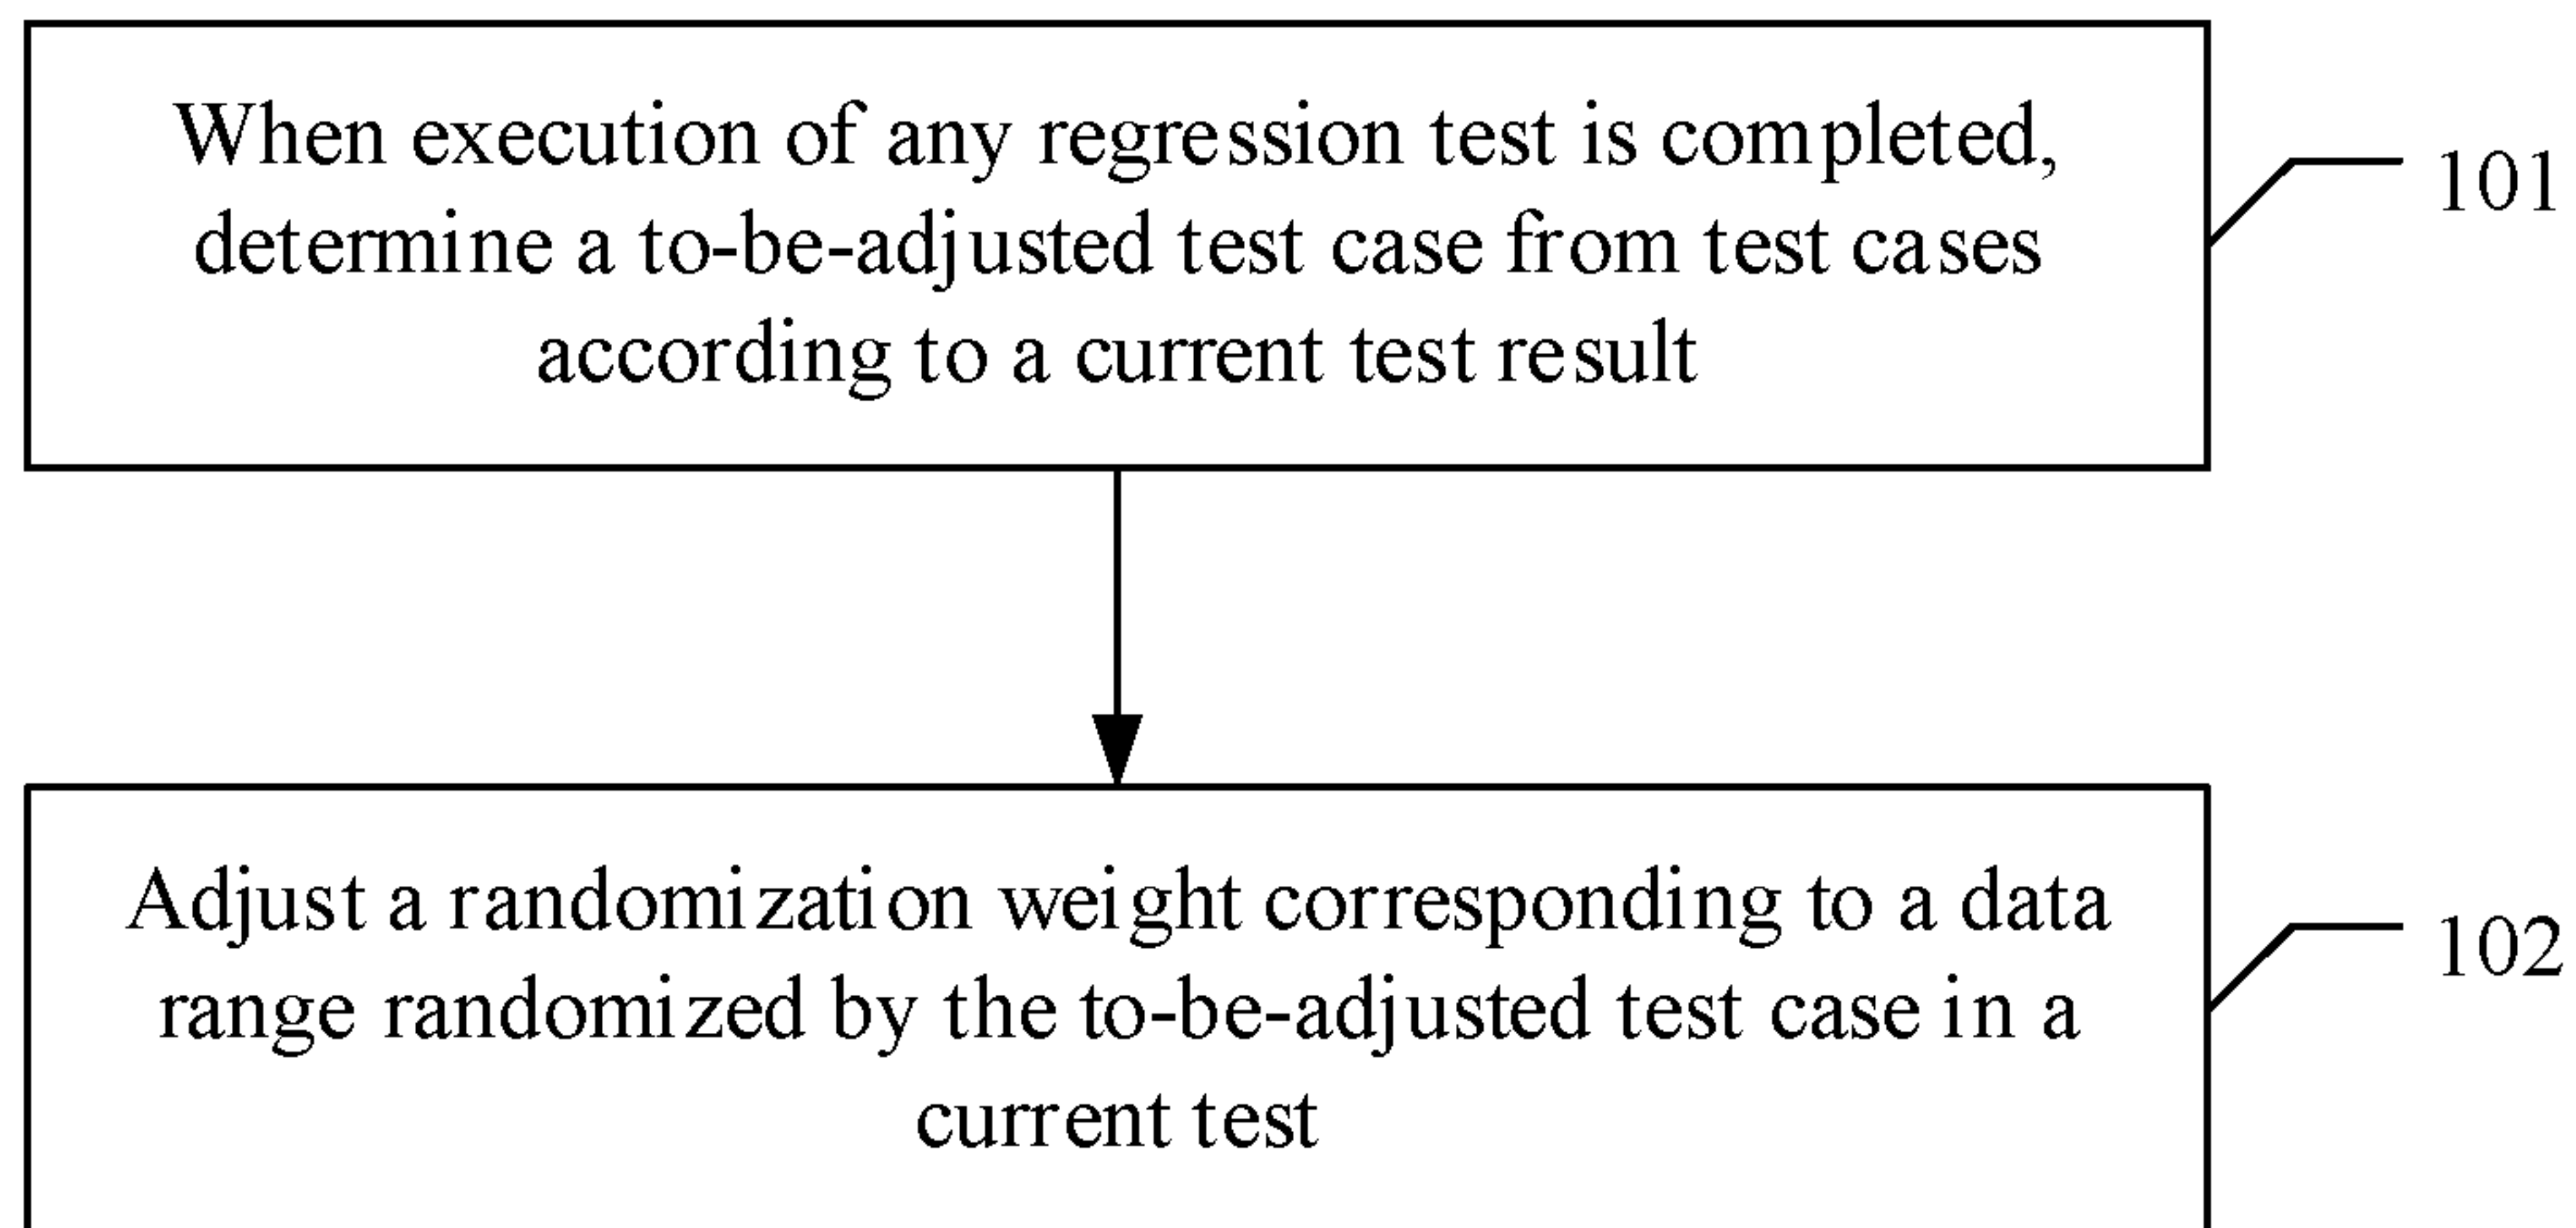 When execution of any regression test is completed,
determine a to-be-adjusted test case from test cases
according to a current test result
101
Adjust a randomization weight corresponding to a data
range randomized by the to-be-adjusted test case in a
current test
102